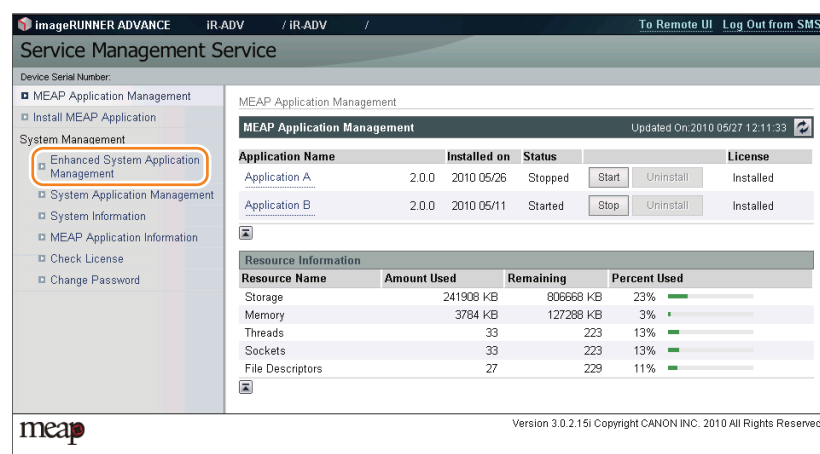 imageRUNNER ADVANCE iR-ADV / iR-ADV / To Remote UI Log Out from SMS
Service Management Service
Device Serial Number:
MEAP Application Management
Install MEAP Application
System Management
Enhanced System Application
Management
System Application Management
System Information
MEAP Application Information
Check License
Change Password
MEAP Application Management
MEAP Application Management Updated On:2010 05/27 12:11:33
Application Name Installed on Status License
Application A 2.0.0 2010 05/26 Stopped Start Uninstall Installed
Application B 2.0.0 2010 05/11 Started Stop Uninstall Installed
Resource Information
Resource Name Amount Used Remaining Percent Used
Storage 241908 KB 806668 KB 23%
Memory 3784 KB 127288 KB 3%
Threads 33 223 13%
Sockets 33 223 13%
File Descriptors 27 229 11%
meap
Version 3.0.2.15i Copyright CANON INC. 2010 All Rights Reserved